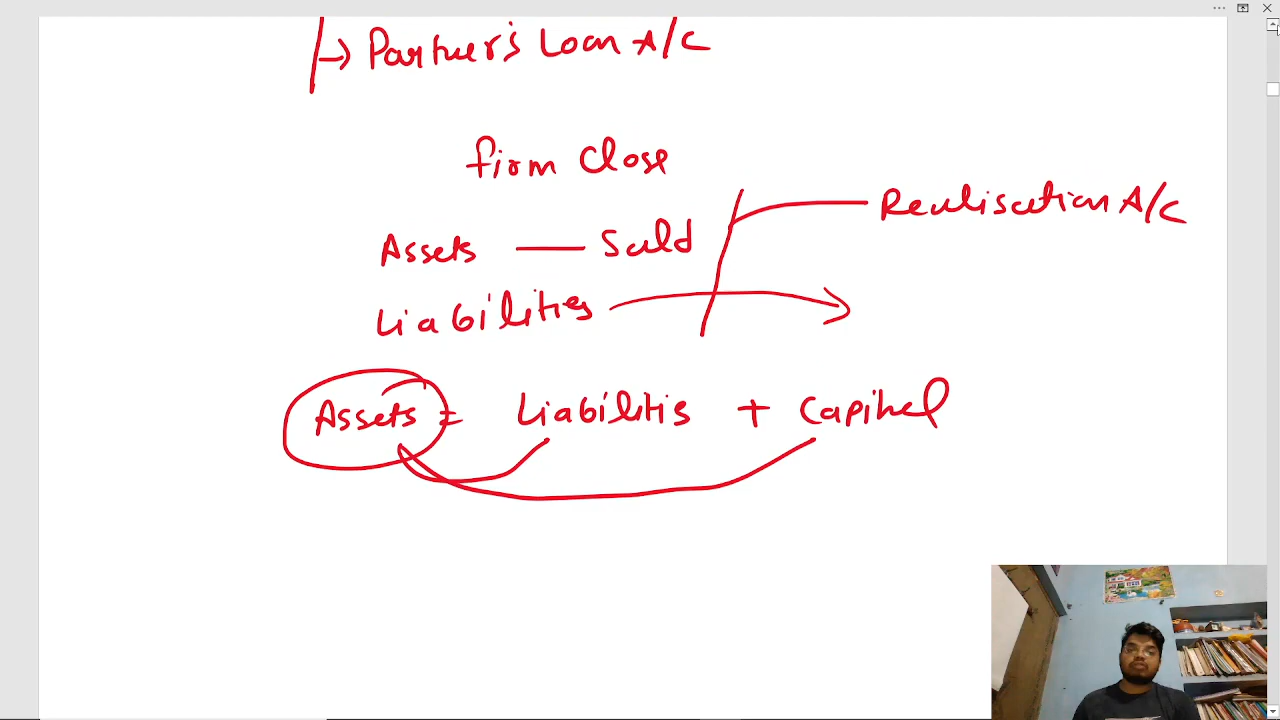 → Partner's Loan A/C
firm Close
Realisation A/C
Assets — Sold
Liabilities →
Assets = Liabilitis + Capital